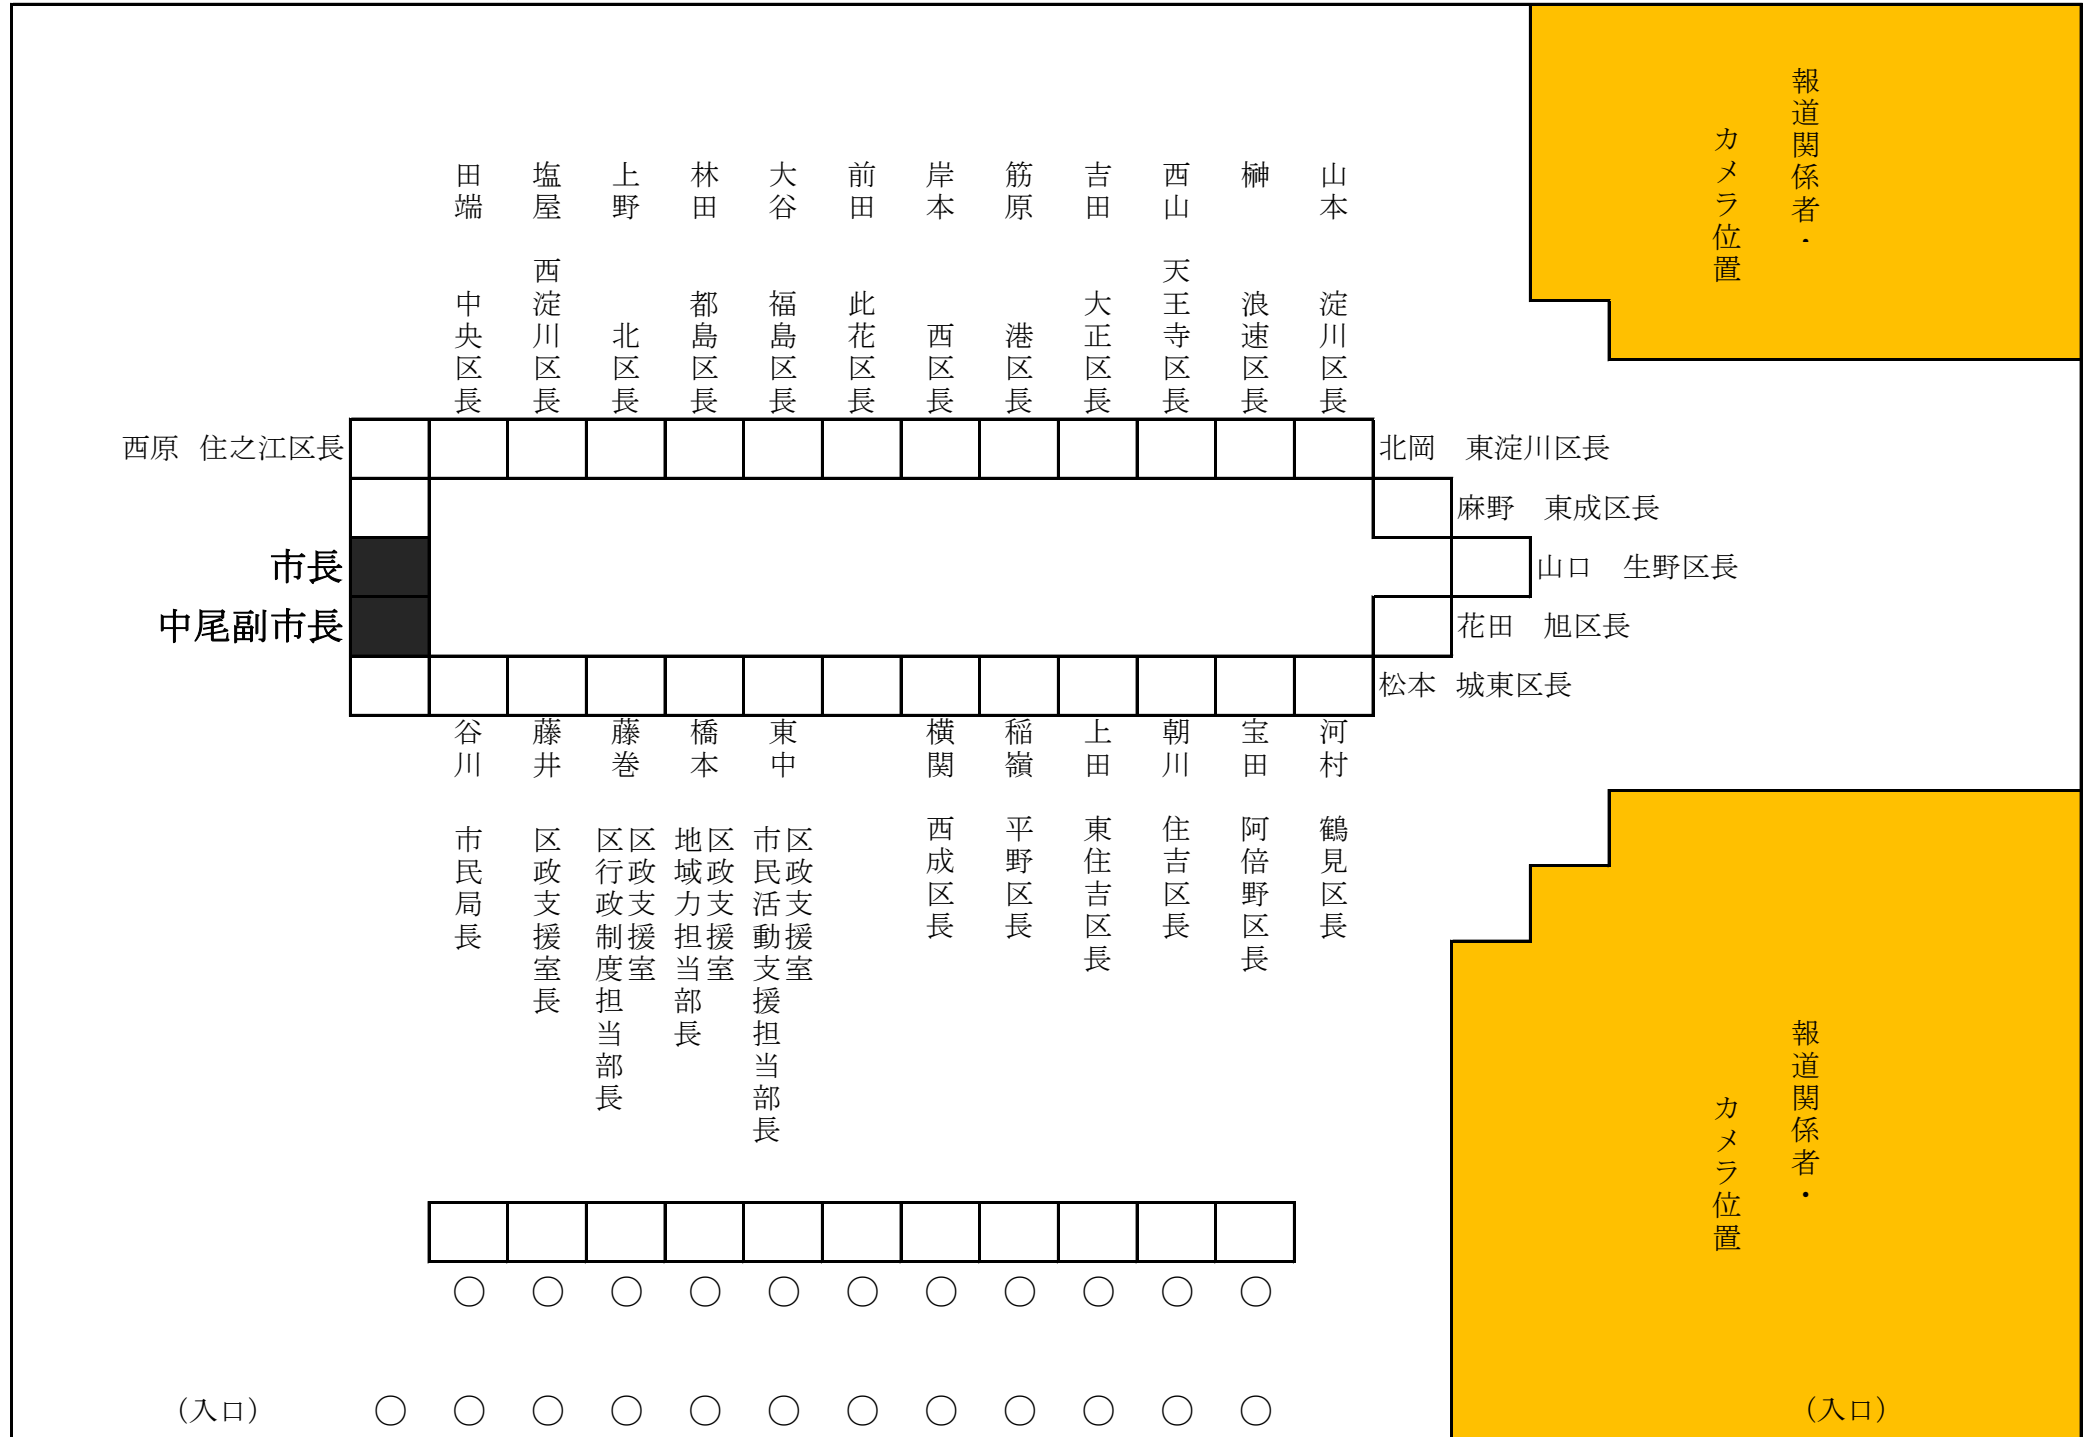 報道関係者・
カメラ位置
田端　中央区長
塩屋　西淀川区長
上野　北区長
林田　都島区長
大谷　福島区長
前田　此花区長
岸本　西区長
筋原　港区長
吉田　大正区長
西山　天王寺区長
榊　浪速区長
山本　淀川区長
西原　住之江区長
北岡　東淀川区長
麻野　東成区長
市長
山口　生野区長
中尾副市長
花田　旭区長
松本　城東区長
谷川　市民局長
藤井　区政支援室長
藤巻　区政支援室
区行政制度担当部長
橋本　区政支援室
地域力担当部長
東中　区政支援室
市民活動支援担当部長
横関　西成区長
稲嶺　平野区長
上田　東住吉区長
朝川　住吉区長
宝田　阿倍野区長
河村　鶴見区長
報道関係者・
カメラ位置
○ ○ ○ ○ ○ ○ ○ ○ ○ ○ ○
（入口） ○ ○ ○ ○ ○ ○ ○ ○ ○ ○ ○ ○ （入口）